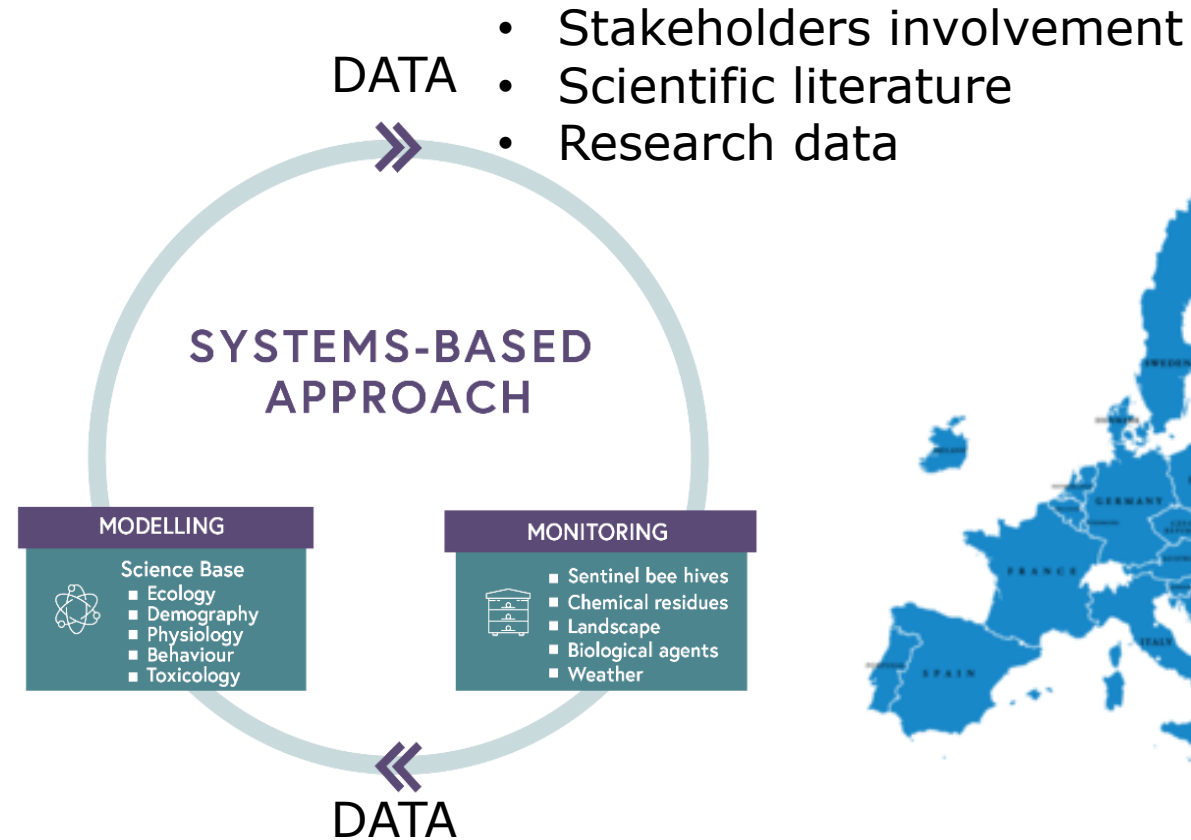 • Stakeholders involvement
DATA • Scientific literature
• Research data
SYSTEMS-BASED
APPROACH
MODELLING
Science Base
▪ Ecology
▪ Demography
▪ Physiology
▪ Behaviour
▪ Toxicology
MONITORING
▪ Sentinel bee hives
▪ Chemical residues
▪ Landscape
▪ Biological agents
▪ Weather
DATA
SWEDEN
GERMANY
FRANCE
ITALY
SPAIN